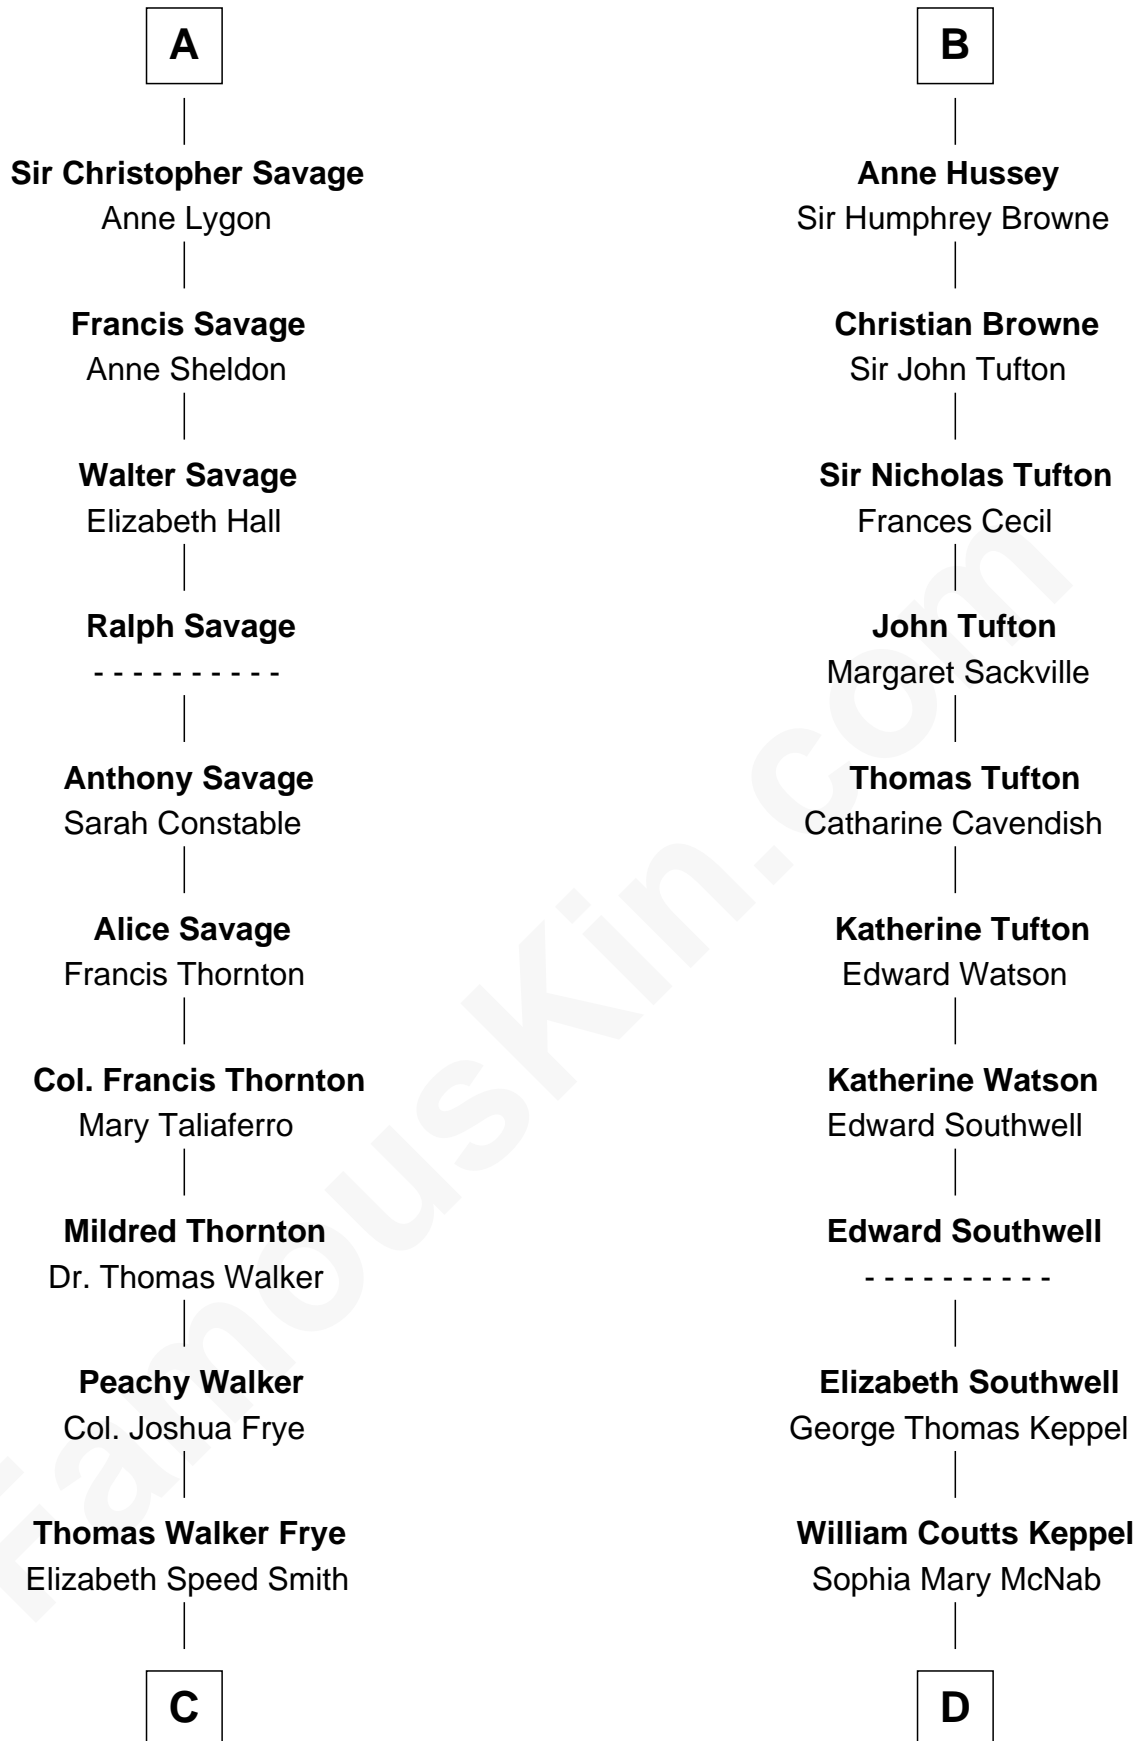 A
Sir Christopher Savage
Anne Lygon
Francis Savage
Anne Sheldon
Walter Savage
Elizabeth Hall
Ralph Savage
- - - - - - - - - -
Anthony Savage
Sarah Constable
Alice Savage
Francis Thornton
Col. Francis Thornton
Mary Taliaferro
Mildred Thornton
Dr. Thomas Walker
Peachy Walker
Col. Joshua Frye
Thomas Walker Frye
Elizabeth Speed Smith
C
B
Anne Hussey
Sir Humphrey Browne
Christian Browne
Sir John Tufton
Sir Nicholas Tufton
Frances Cecil
John Tufton
Margaret Sackville
Thomas Tufton
Catharine Cavendish
Katherine Tufton
Edward Watson
Katherine Watson
Edward Southwell
Edward Southwell
- - - - - - - - - -
Elizabeth Southwell
George Thomas Keppel
William Coutts Keppel
Sophia Mary McNab
D
FamousKin.com